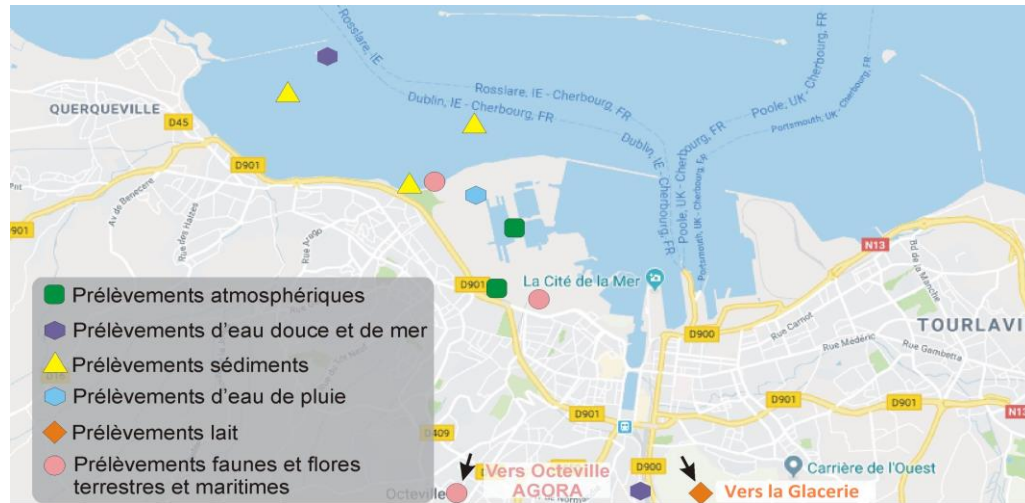 Rosslare, IE
QUERQUEVILLE
D45
Rosslare, IE - Cherbourg, FR
Dublin, IE - Cherbourg, FR
Dublin, IE - Cherbourg, FR
Poole, UK - Cherbourg, FR
Portsmouth, UK - Cherbourg, FR
Poole, UK - Cherbourg, FR
D901
D901
Av de Benecere
Rue des Haizes
Rue Arago
N13
Bd de la Manche
La Cité de la Mer
D901
D900
Rue Carnot
TOURLAVI
Rue Médéric
Rue Gambetta
Prélèvements atmosphériques
Prélèvements d'eau douce et de mer
Prélèvements sédiments
Prélèvements d'eau de pluie
Prélèvements lait
Prélèvements faunes et flores
terrestres et maritimes
D901
D901
D901
N13
D409
D900
Vers Octeville
AGORA
Octeville
Carrière de l'Ouest
Vers la Glacerie